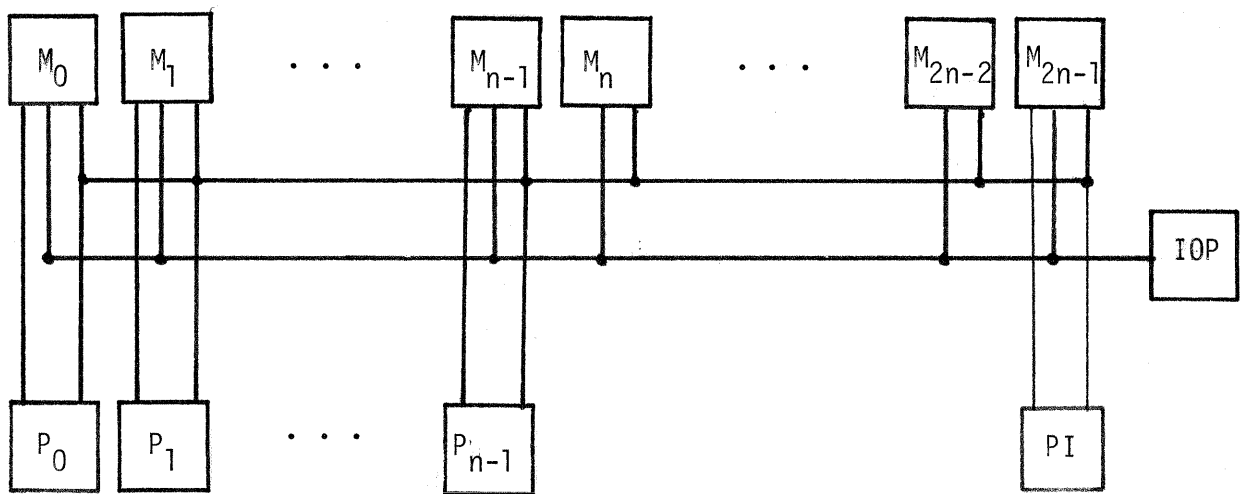 M0 M1 . . . Mn-1 Mn . . . M2n-2 M2n-1
IOP
P0 P1 . . . Pn-1 PI